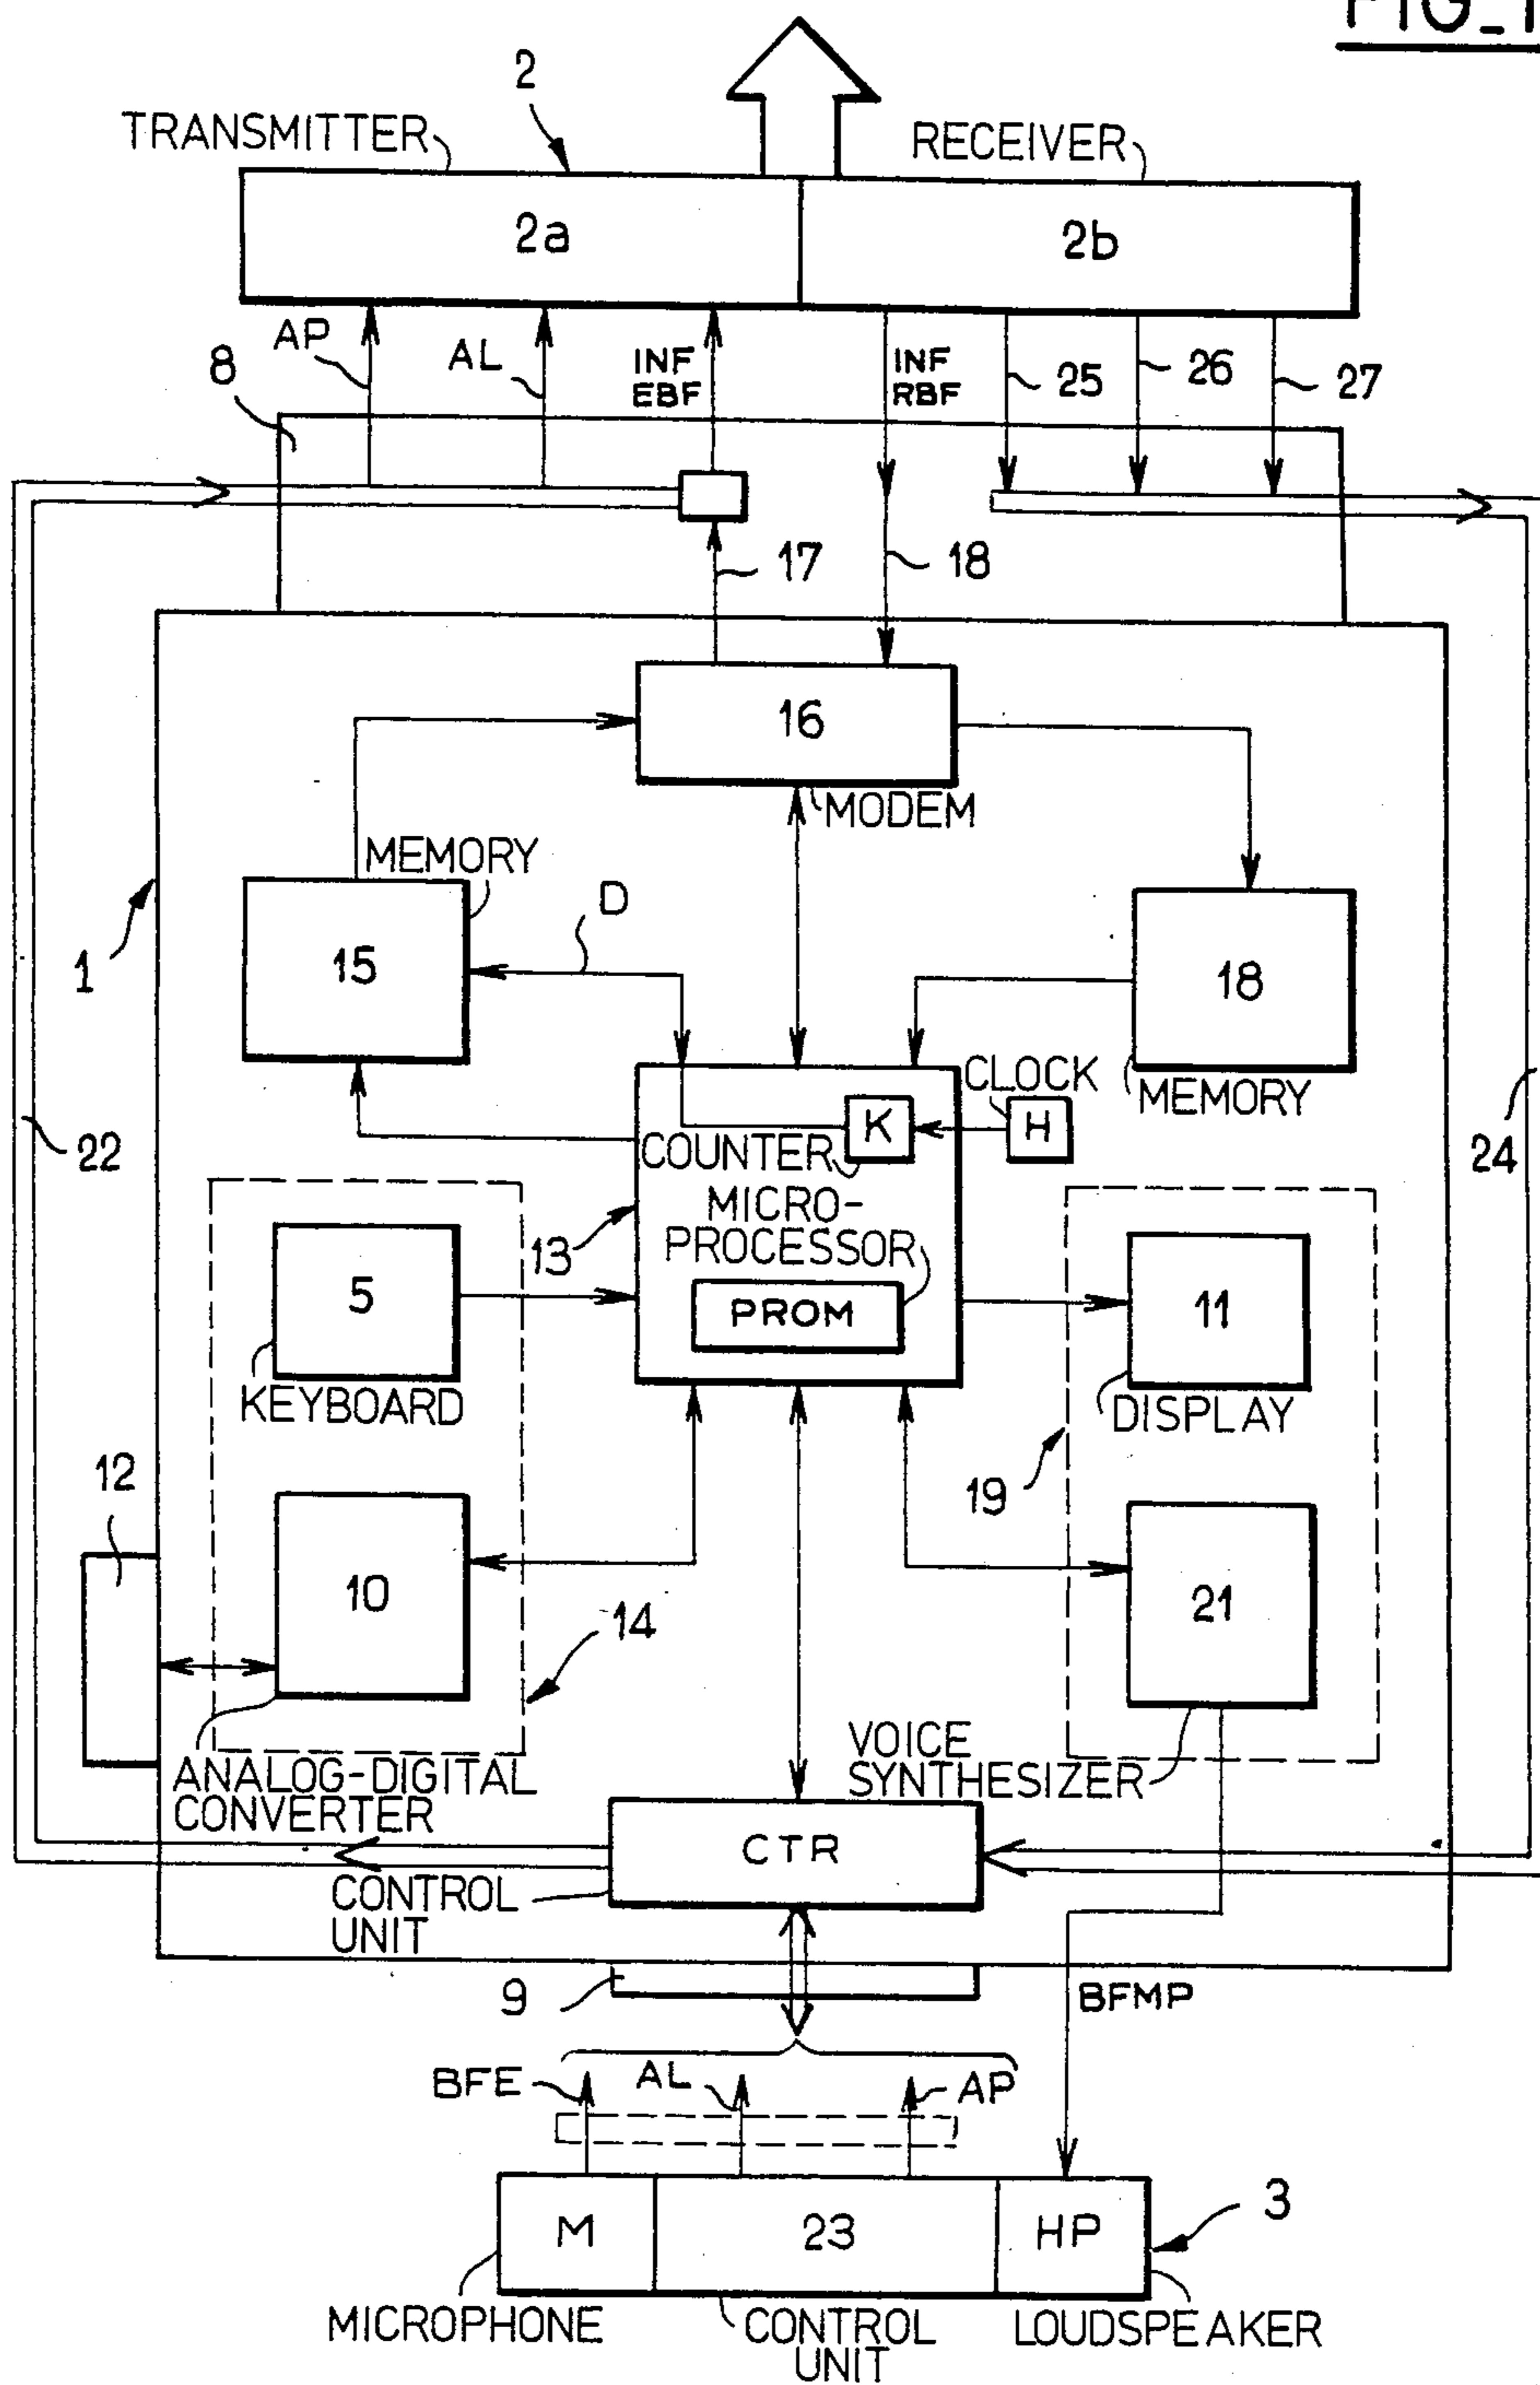 FIG_1
2
TRANSMITTER
RECEIVER
2a
2b
AP
AL
INF
EBF
INF
RBF
25
26
27
8
17
18
16
MODEM
MEMORY
D
15
18
1
CLOCK
MEMORY
K
H
COUNTER
22
24
MICRO-
PROCESSOR
13
5
PROM
11
KEYBOARD
DISPLAY
12
19
10
21
14
VOICE
SYNTHESIZER
ANALOG-DIGITAL
CONVERTER
CTR
CONTROL
UNIT
9
BFMP
BFE
AL
AP
3
M
23
HP
MICROPHONE
CONTROL
UNIT
LOUDSPEAKER